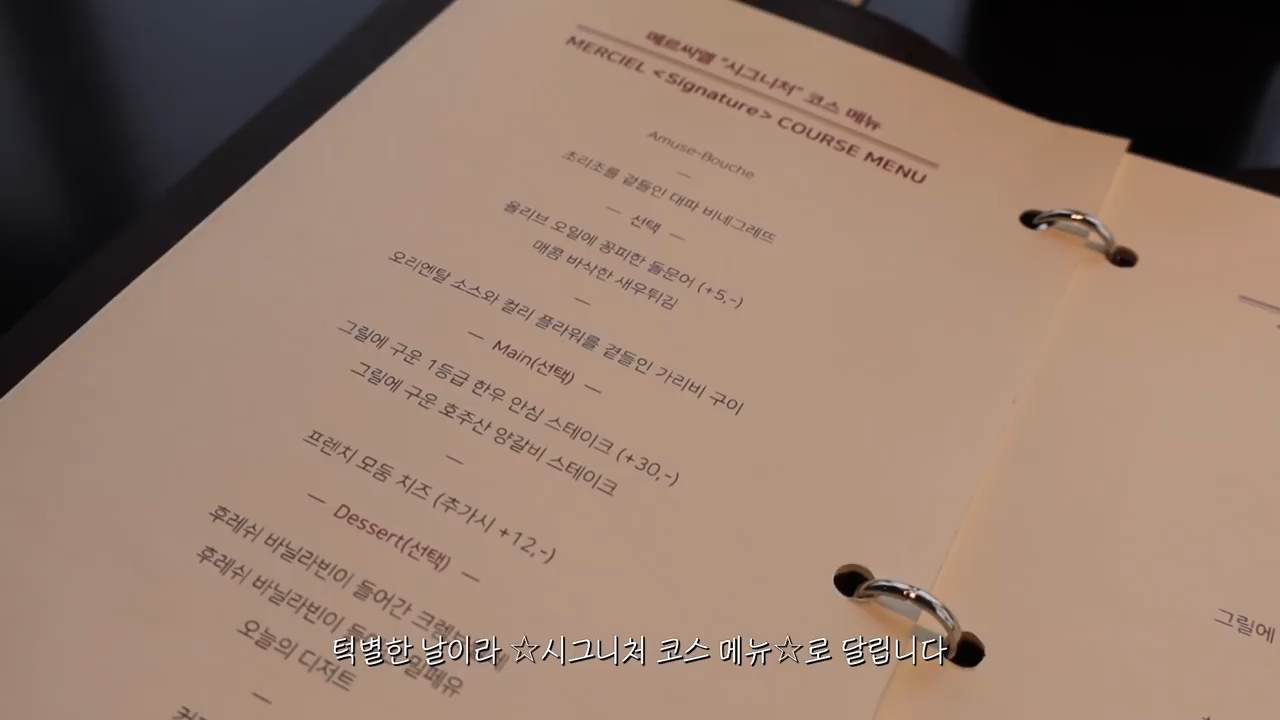 메르씨엘 "시그니처" 코스 메뉴
MERCIEL <Signature> COURSE MENU
Amuse-Bouche
—
초리조를 곁들인 대파 비네그레뜨
— 선택 —
올리브 오일에 꽁피한 돌문어 (+5,-)
매콤 바삭한 새우튀김
—
오리엔탈 소스와 컬리 플라워를 곁들인 가리비 구이
— Main(선택) —
그릴에 구운 1등급 한우 안심 스테이크 (+30,-)
그릴에 구운 호주산 양갈비 스테이크
—
프렌치 모둠 치즈 (추가시 +12,-)
— Dessert(선택) —
후레쉬 바닐라빈이 들어간
후레쉬 바닐라빈이 밀폐유
오늘의 디저트
—
그릴에
턱별한 날이라 ☆시그니쳐 코스 메뉴☆로 달립니다